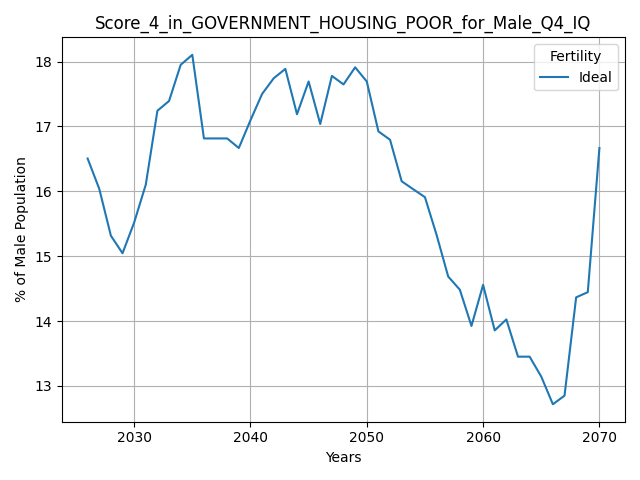 Score_4_in_GOVERNMENT_HOUSING_POOR_for_Male_Q4_IQ
Fertility
Ideal
% of Male Population
18
17
16
15
14
13
2030 2040 2050 2060 2070
Years